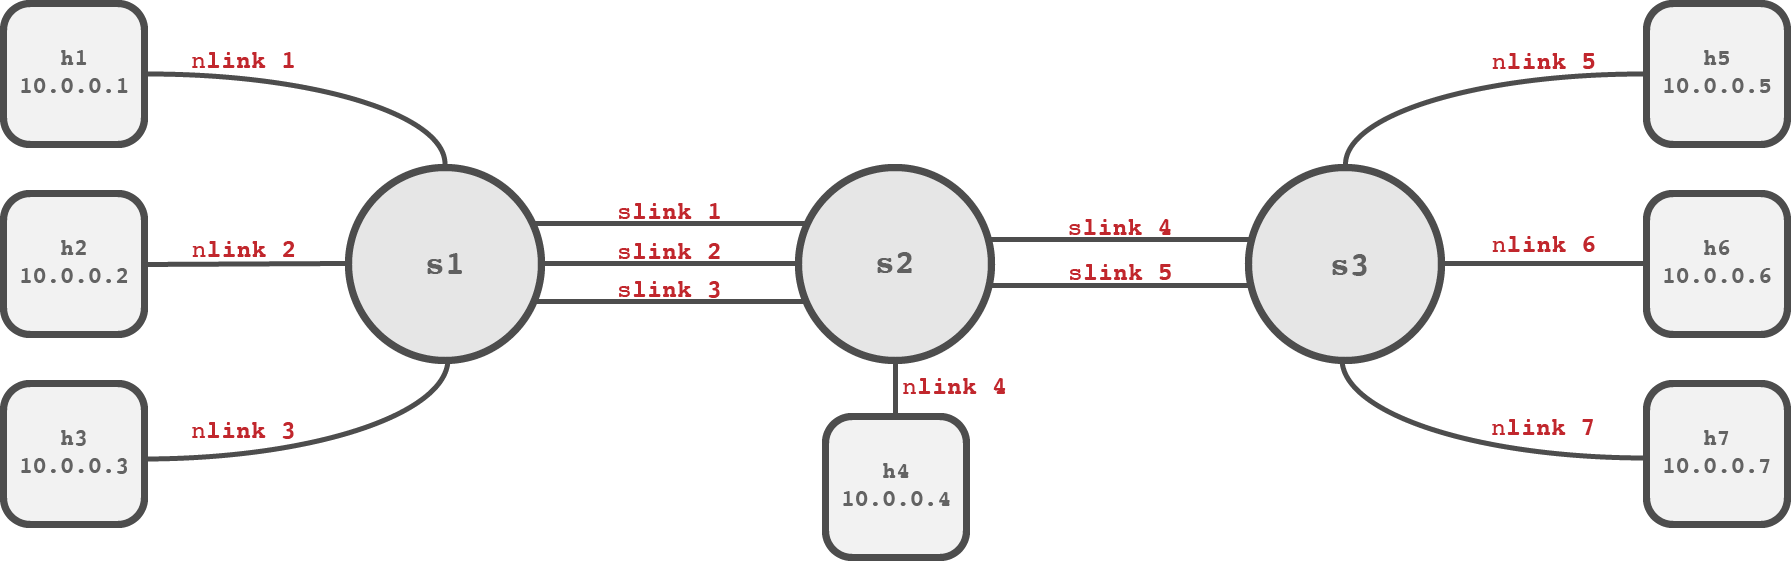 h1
10.0.0.1
nlink 1
nlink 5
h5
10.0.0.5
h2
10.0.0.2
nlink 2
s1
slink 1
slink 2
slink 3
s2
slink 4
slink 5
s3
nlink 6
h6
10.0.0.6
h3
10.0.0.3
nlink 3
nlink 4
h4
10.0.0.4
nlink 7
h7
10.0.0.7